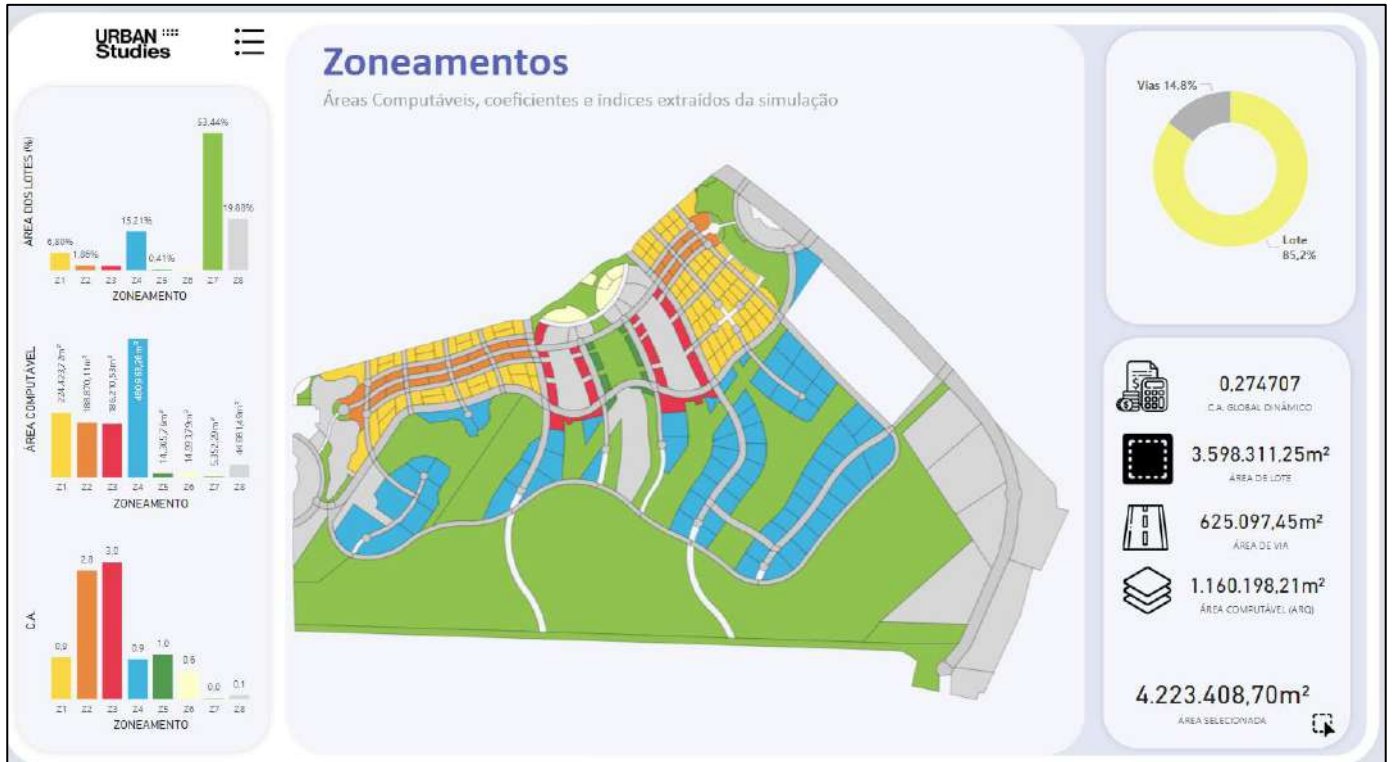 URBAN
Studies
Zoneamentos
Áreas Computáveis, coeficientes e índices extraídos da simulação
ÁREA DOS LOTES (%)
1,86%
15,21%
0,41%
53,44%
19,88%
Z1 Z2 Z3 Z4 Z5 Z6 Z7 Z8
ZONEAMENTO
ÁREA COMPUTÁVEL
Z1 Z2 Z3 Z4 Z5 Z6 Z7 Z8
ZONEAMENTO
C.A.
0,9
2,8
3,0
0,9
1,0
0,6
0,0
0,1
Z1 Z2 Z3 Z4 Z5 Z6 Z7 Z8
ZONEAMENTO
Vias 14.8%
Lote
85,2%
0,274707
C.A. GLOBAL DINÂMICO
3.598.311,25m²
ÁREA DE LOTE
625.097,45m²
ÁREA DE VIA
1.160.198,21m²
ÁREA COMPUTÁVEL (ARQ)
4.223.408,70m²
ÁREA SELECIONADA